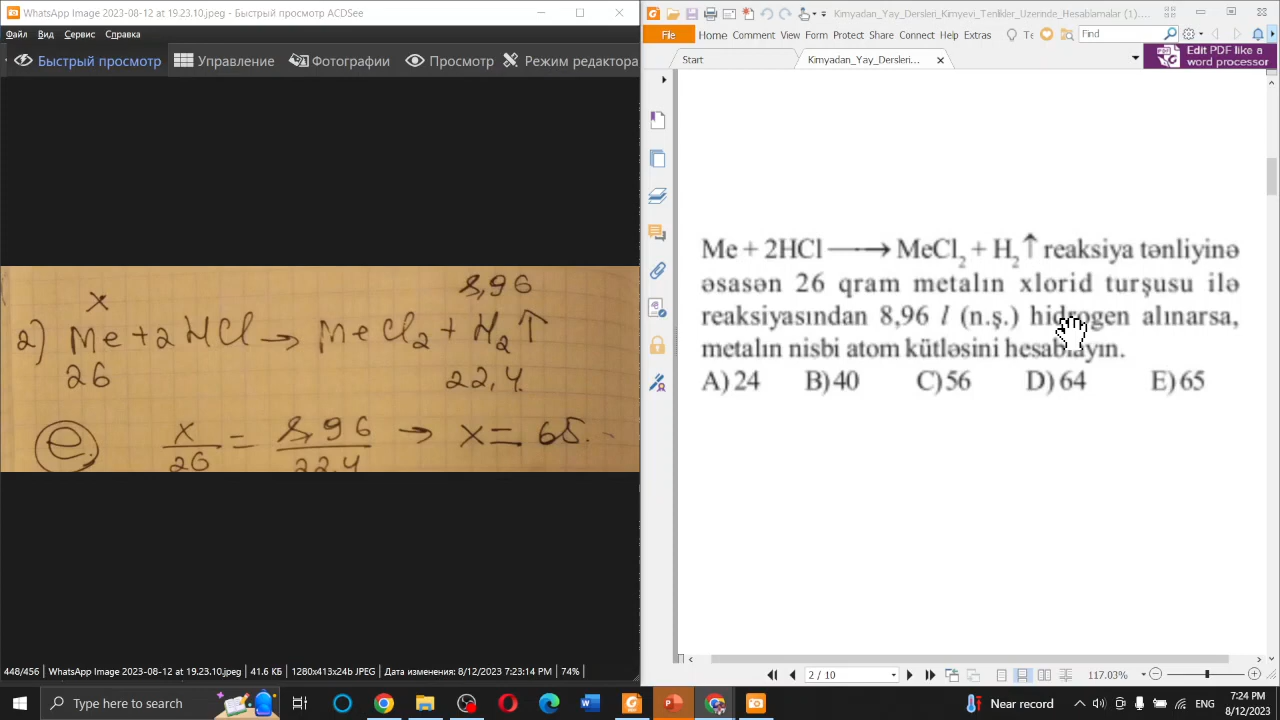 WhatsApp Image 2023-08-12 at 19.23.10.jpeg - Быстрый просмотр ACDSee
Файл Вид Сервис Справка
Быстрый просмотр Управление Фотографии Просмотр Режим редактора
x 8,96
2) Me + 2HCl → MeCl₂ + H₂↑
26 22,4
e x/26 = 8,96/22,4 → x = 65.
448/456 WhatsApp Image 2023-08-12 at 19.23.10.jpeg 41.6 КБ 1280x413x24b JPEG Дата изменения: 8/12/2023 7:23:14 PM 74%
Kimyadan_Yay_Dersleri_Kimyevi_Tenlikler_Uzerinde_Hesablamalar (1)....
File Home Comment View Form Protect Share Connect Help Extras Te Find
Start Kimyadan_Yay_Dersleri... Edit PDF like a
word processor
Me + 2HCl ⟶ MeCl₂ + H₂↑ reaksiya tənliyinə
əsasən 26 qram metalın xlorid turşusu ilə
reaksiyasından 8,96 l (n.ş.) hidrogen alınarsa,
metalın nisbi atom kütləsini hesablayın.
A) 24 B) 40 C) 56 D) 64 E) 65
2 / 10 117.03%
Type here to search Near record ENG 7:24 PM
8/12/2023